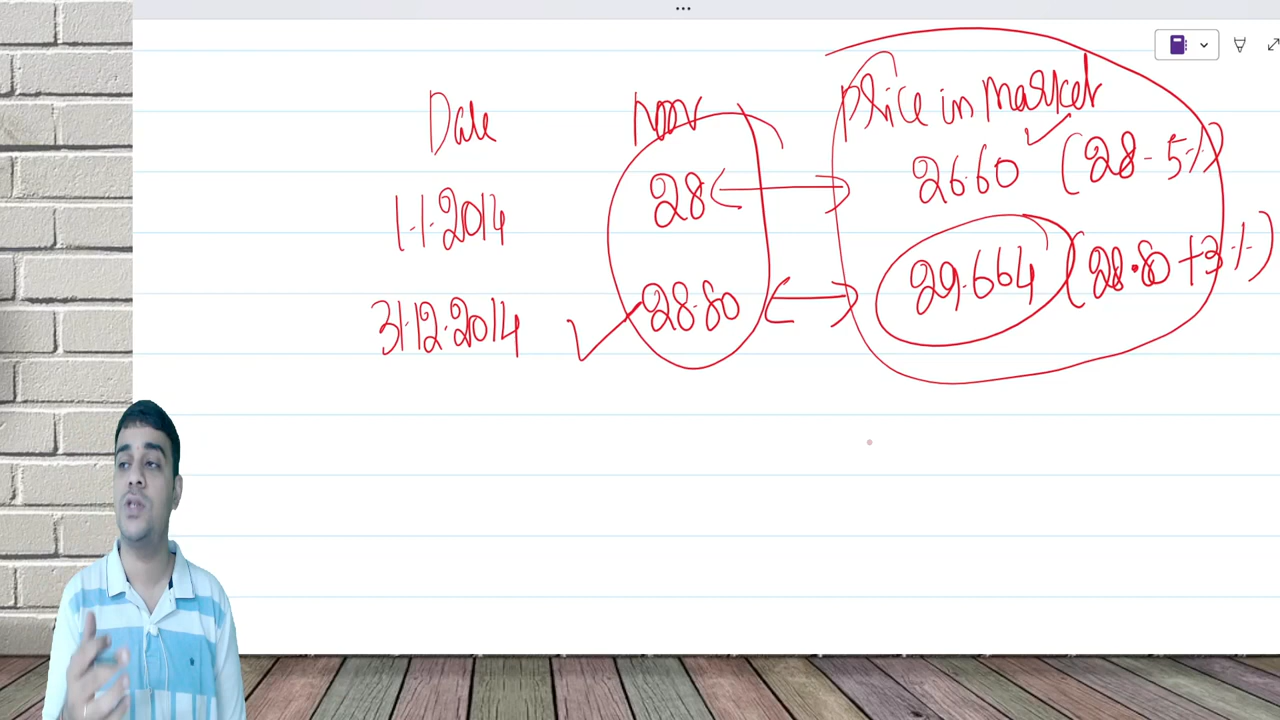 Date NAV Price in market
1.1.2014 28 26.60 (28 - 5%)
31.12.2014 28.80 29.664 (28.80 + 3%)